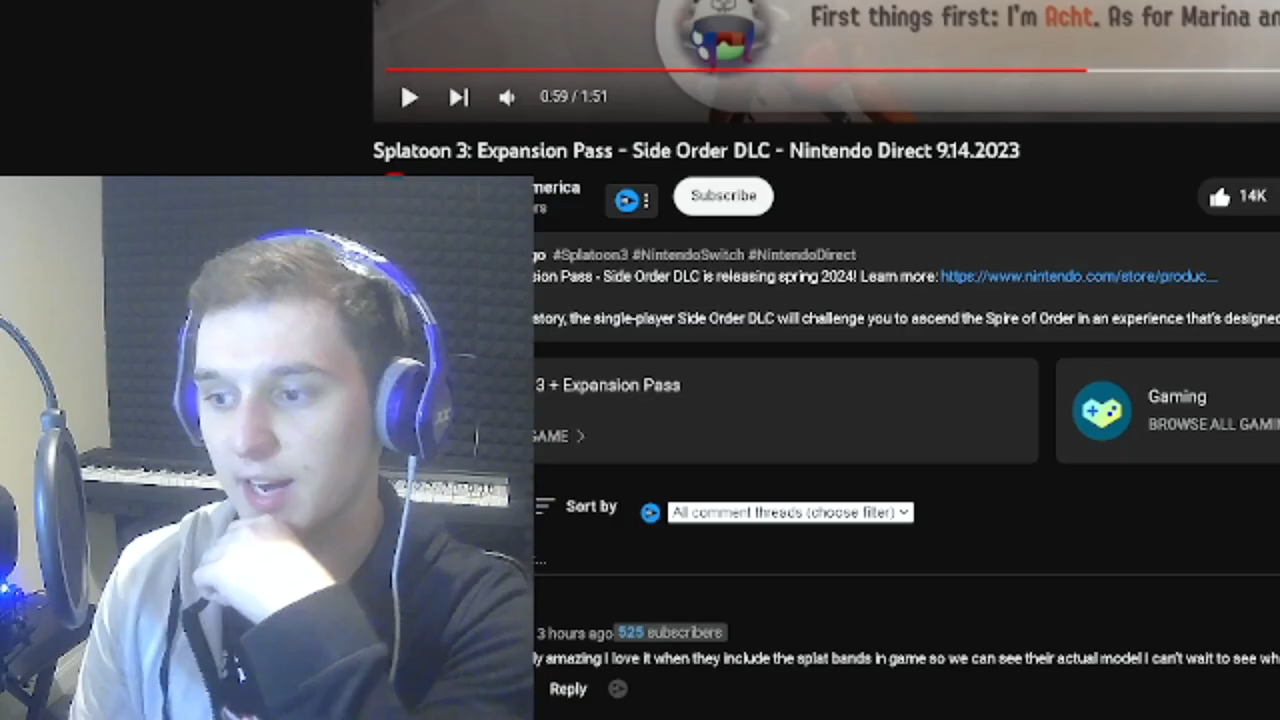 First things first: I'm Acht. As for Marina an
0:59 / 1:51
Splatoon 3: Expansion Pass - Side Order DLC - Nintendo Direct 9.14.2023
merica
rs
Subscribe
14K
go #Splatoon3 #NintendoSwitch #NintendoDirect
sion Pass - Side Order DLC is releasing spring 2024! Learn more: https://www.nintendo.com/store/produc...
story, the single-player Side Order DLC will challenge you to ascend the Spire of Order in an experience that's designed
3 + Expansion Pass
GAME
Gaming
BROWSE ALL GAMI
Sort by
All comment threads (choose filter)
...
3 hours ago 525 subscribers
ly amazing I love it when they include the splat bands in game so we can see their actual model I can't wait to see wh
Reply